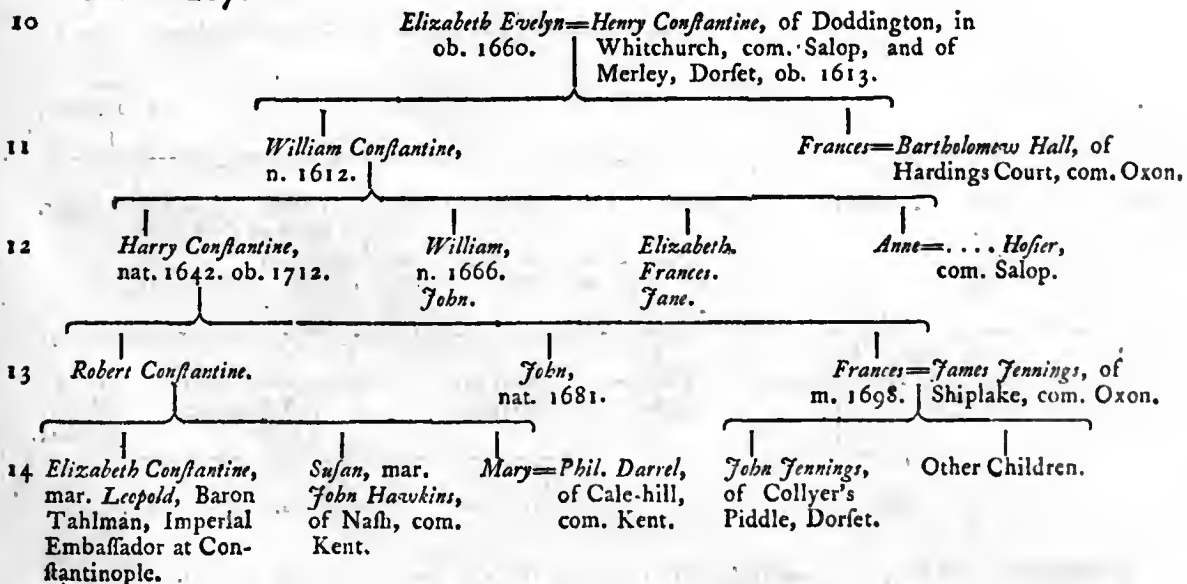 10 Elizabeth Evelyn=Henry Conſtantine, of Doddington, in
ob. 1660. Whitchurch, com. Salop, and of
Merley, Dorſet, ob. 1613.
11 William Conſtantine, Frances=Bartholomew Hall, of
n. 1612. Hardings Court, com. Oxon.
12 Harry Conſtantine, William, Elizabeth. Anne=.... Hoſier,
nat. 1642. ob. 1712. n. 1666. Frances. com. Salop.
John. Jane.
13 Robert Conſtantine. John, Frances=James Jennings, of
nat. 1681. m. 1698. Shiplake, com. Oxon.
14 Elizabeth Conſtantine, Suſan, mar. Mary=Phil. Darrel, John Jennings, Other Children.
mar. Leopold, Baron John Hawkins, of Cale-hill, of Collyer's
Tahlman, Imperial of Naſh, com. com. Kent. Piddle, Dorſet.
Embaſſador at Con- Kent.
ſtantinople.